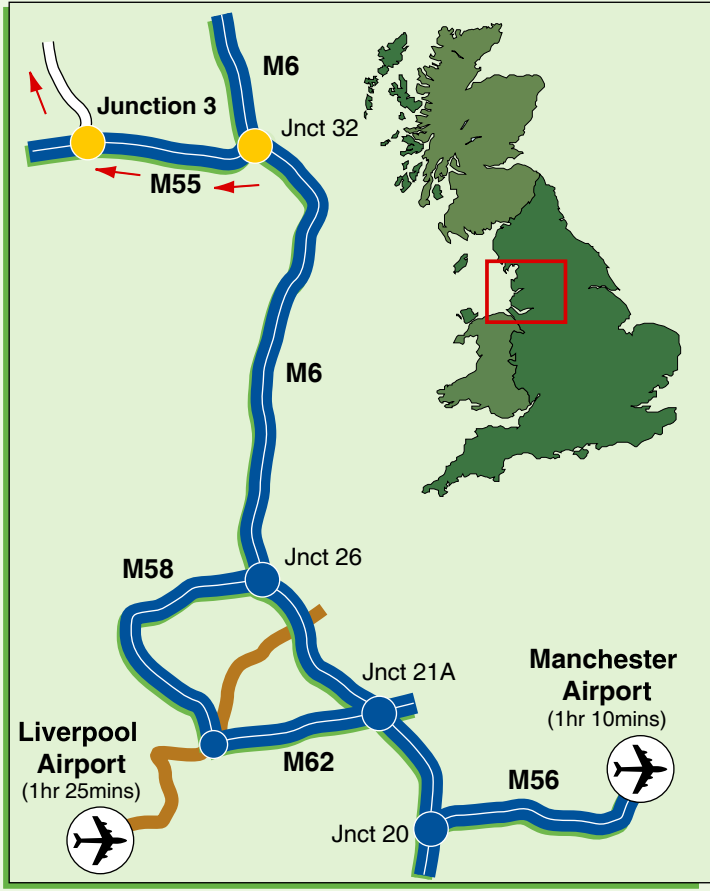 M6
Junction 3
Jnct 32
M55
M6
Jnct 26
M58
Jnct 21A
Manchester
Airport
(1hr 10mins)
Liverpool
Airport
(1hr 25mins)
M62
M56
Jnct 20